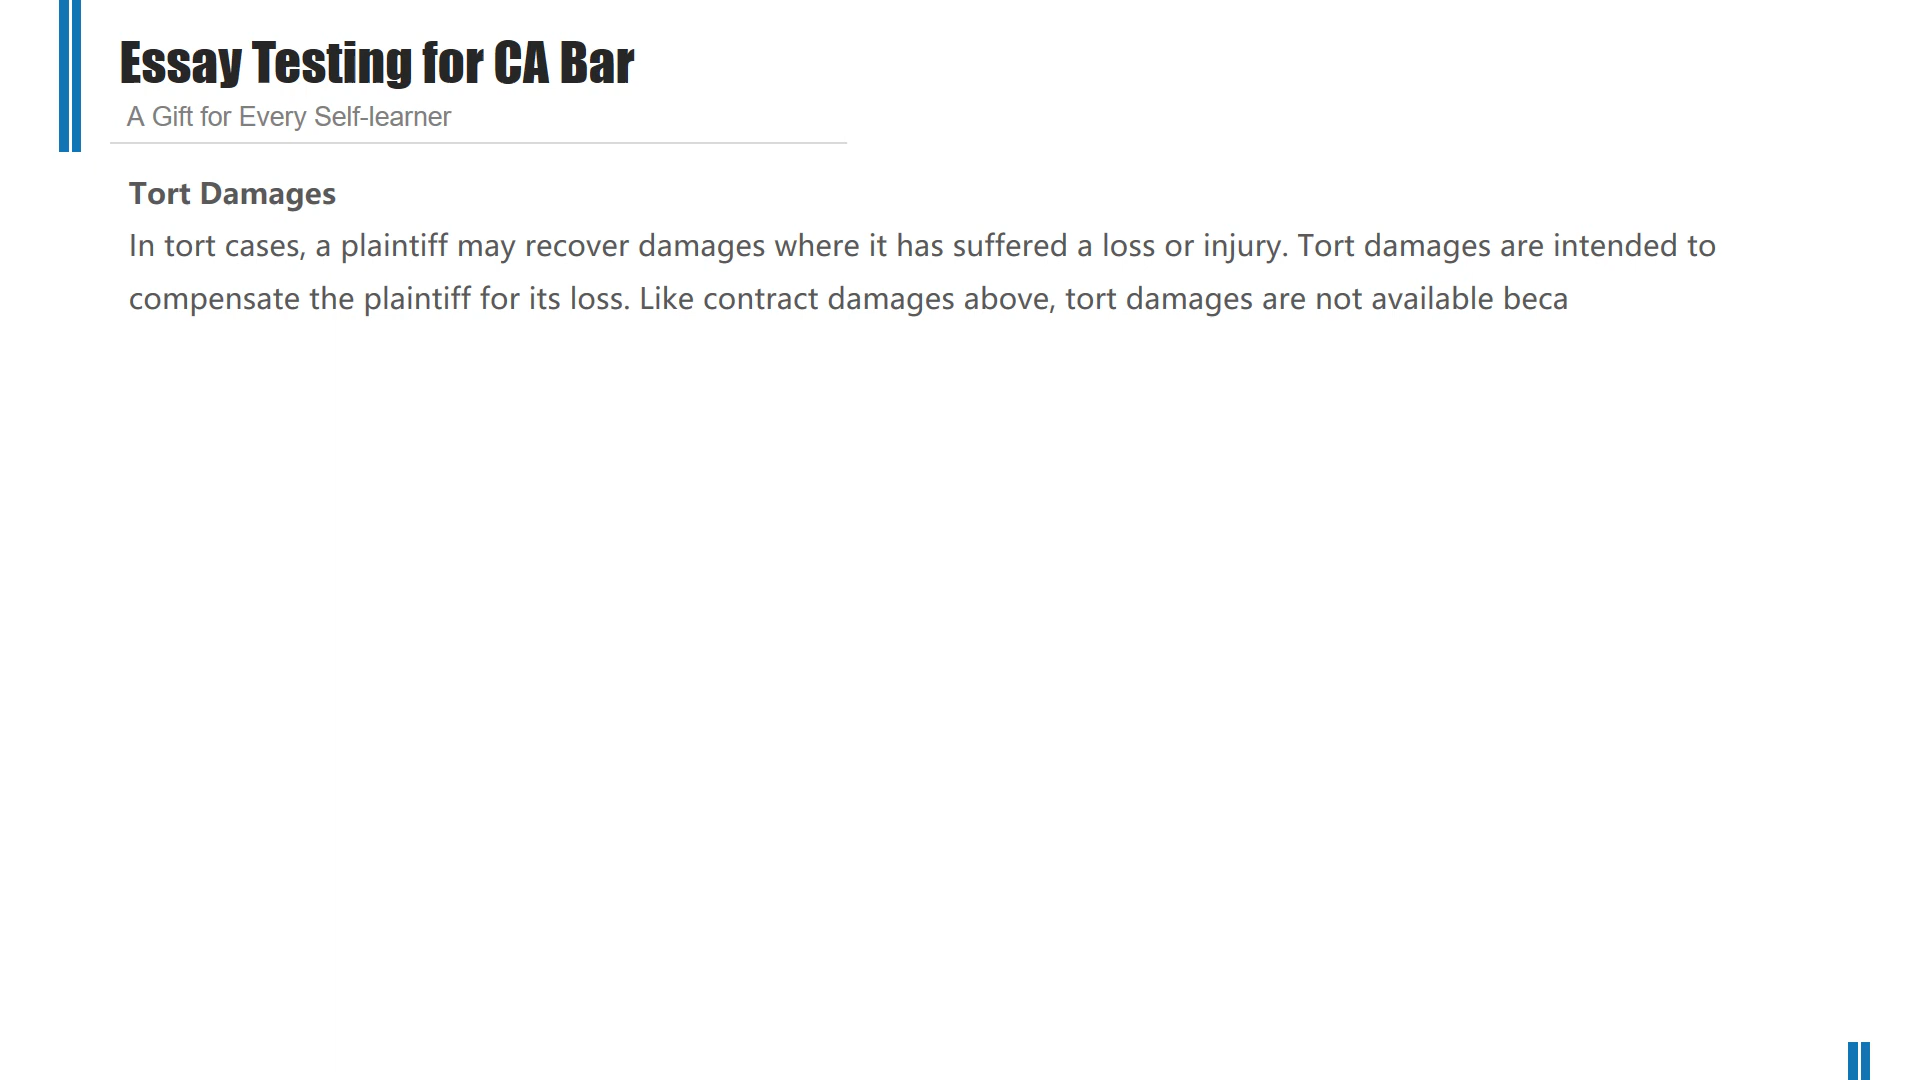 Essay Testing for CA Bar
A Gift for Every Self-learner
Tort Damages
In tort cases, a plaintiff may recover damages where it has suffered a loss or injury. Tort damages are intended to
compensate the plaintiff for its loss. Like contract damages above, tort damages are not available beca